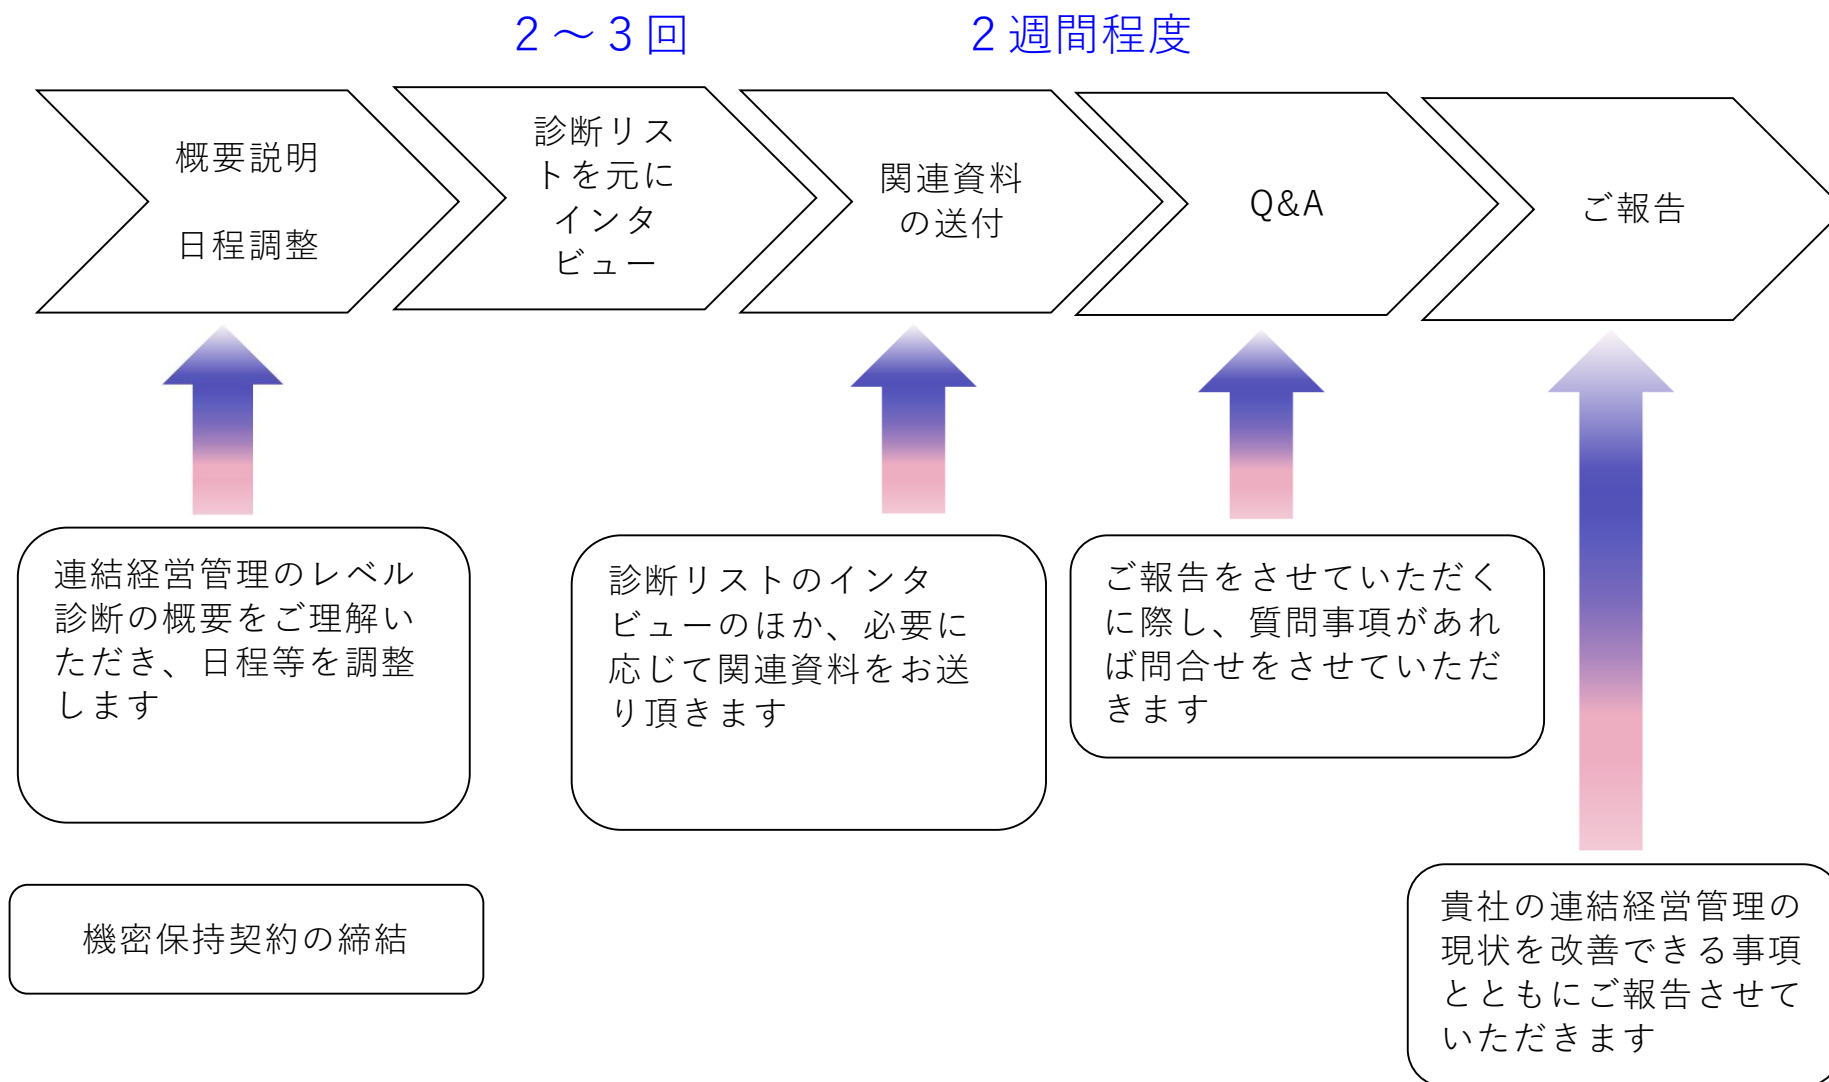 2～3回
2週間程度
概要説明
日程調整
診断リス
トを元に
インタ
ビュー
関連資料
の送付
Q&A
ご報告
連結経営管理のレベル
診断の概要をご理解い
ただき、日程等を調整
します
診断リストのインタ
ビューのほか、必要に
応じて関連資料をお送
り頂きます
ご報告をさせていただく
に際し、質問事項があれ
ば問合せをさせていただ
きます
機密保持契約の締結
貴社の連結経営管理の
現状を改善できる事項
とともにご報告させて
いただきます